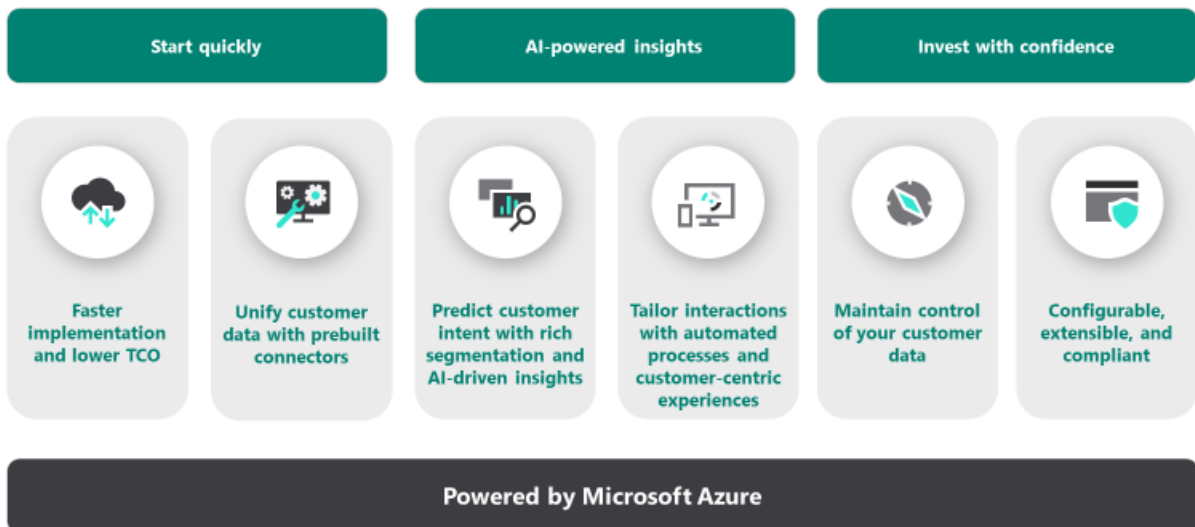 Start quickly
AI-powered insights
Invest with confidence
Faster
implementation
and lower TCO
Unify customer
data with prebuilt
connectors
Predict customer
intent with rich
segmentation and
AI-driven insights
Tailor interactions
with automated
processes and
customer-centric
experiences
Maintain control
of your customer
data
Configurable,
extensible, and
compliant
Powered by Microsoft Azure